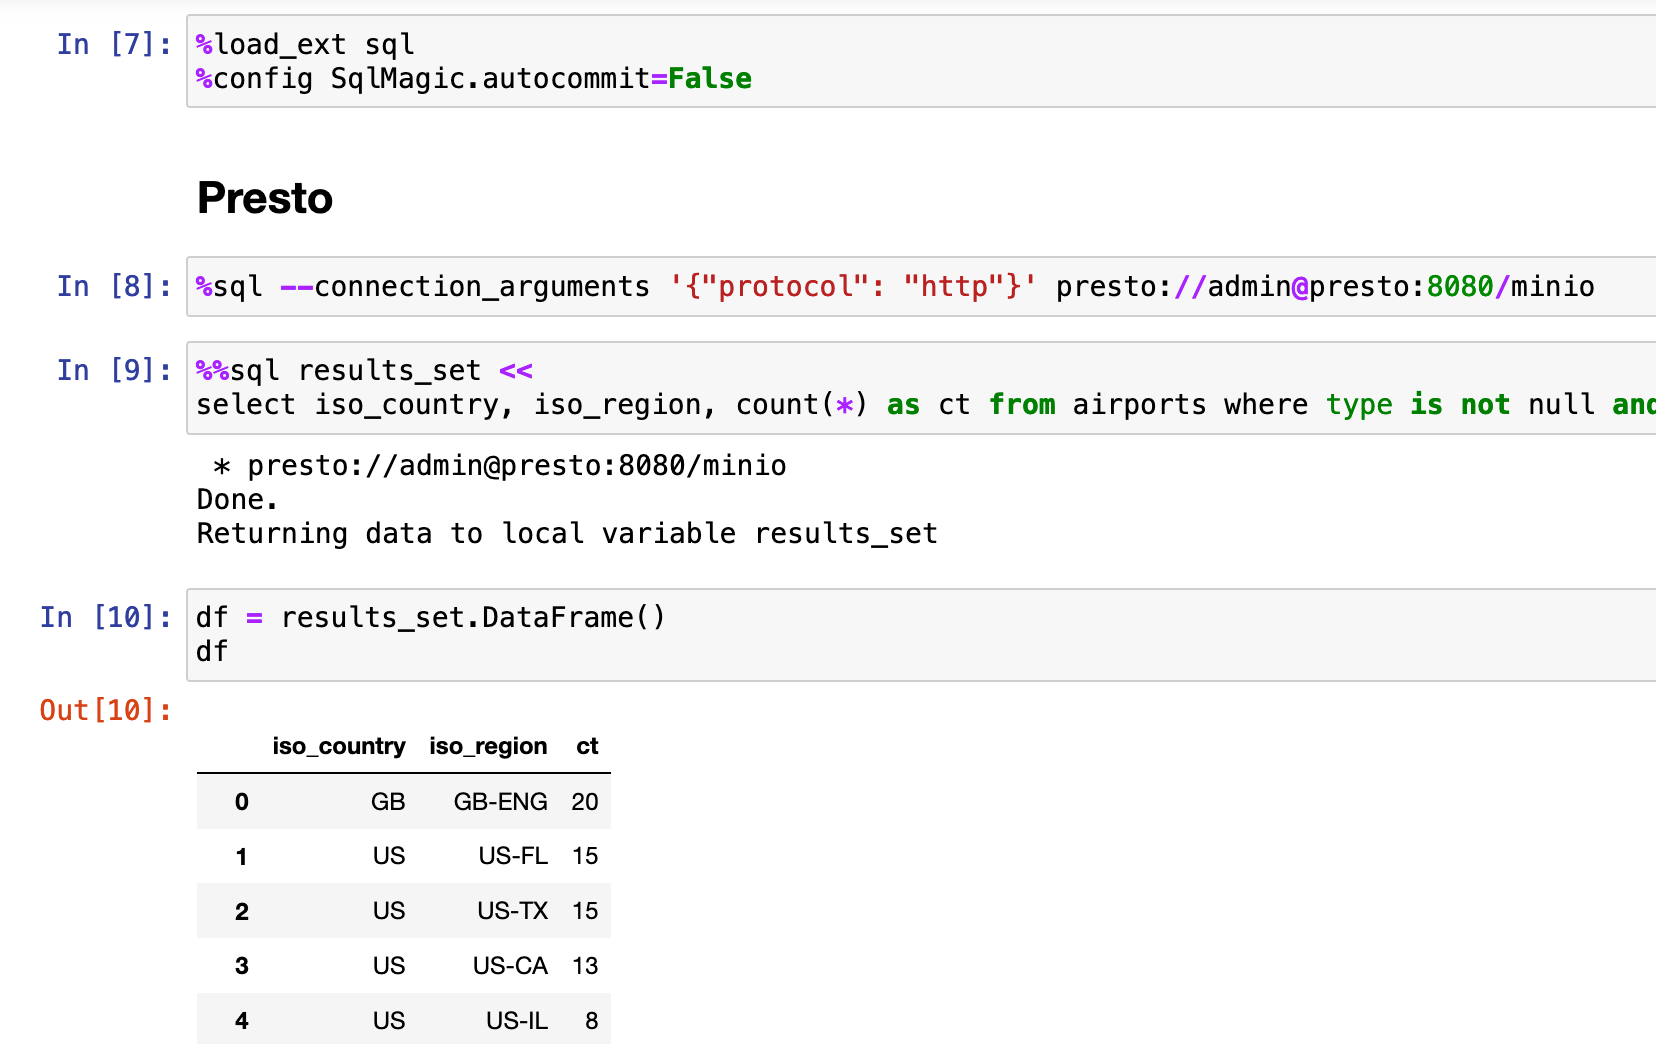 In [7]: %load_ext sql
%config SqlMagic.autocommit=False
Presto
In [8]: %sql --connection_arguments '{"protocol": "http"}' presto://admin@presto:8080/minio
In [9]: %%sql results_set <<
select iso_country, iso_region, count(*) as ct from airports where type is not null and
* presto://admin@presto:8080/minio
Done.
Returning data to local variable results_set
In [10]: df = results_set.DataFrame()
df
Out[10]:
iso_country iso_region ct
0 GB GB-ENG 20
1 US US-FL 15
2 US US-TX 15
3 US US-CA 13
4 US US-IL 8